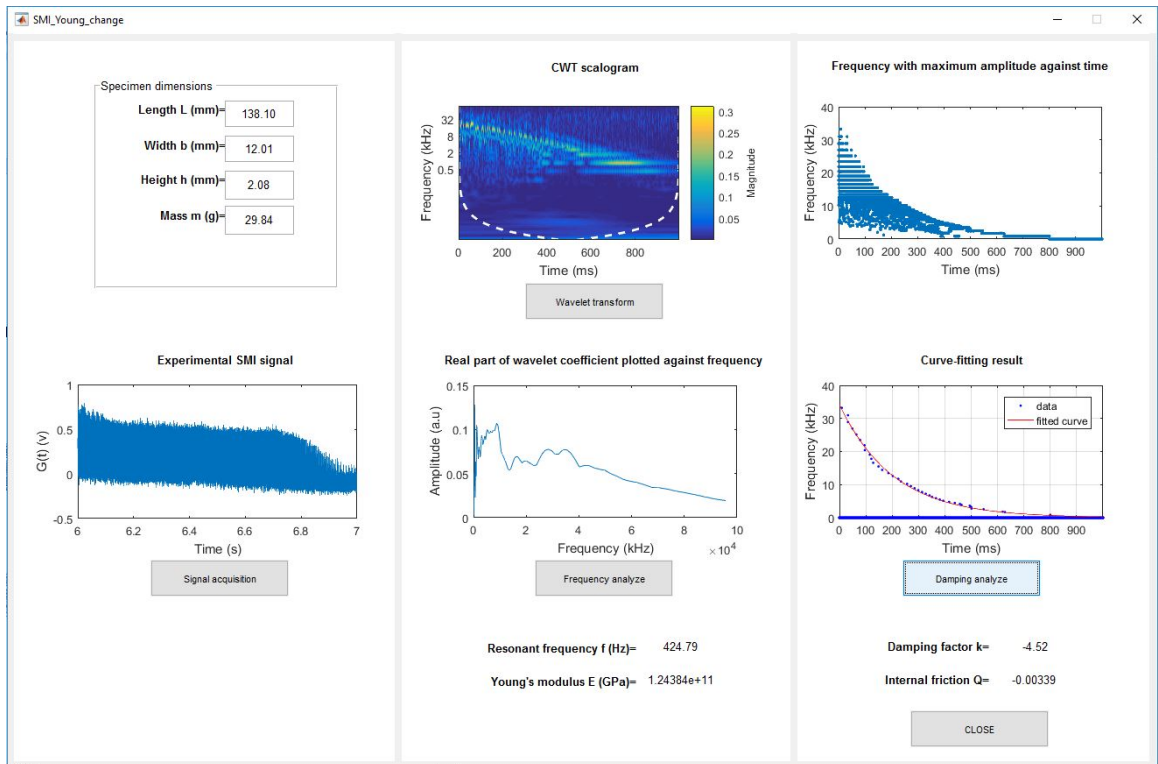 SMI_Young_change
Specimen dimensions
Length L (mm)= 138.10
Width b (mm)= 12.01
Height h (mm)= 2.08
Mass m (g)= 29.84
Experimental SMI signal
G(t) (v)
1
0.5
0
-0.5
6 6.2 6.4 6.6 6.8 7
Time (s)
Signal acquisition
CWT scalogram
Frequency (kHz)
32
8
2
0.5
0 200 400 600 800
Time (ms)
0.3
0.25
0.2
0.15
0.1
0.05
Magnitude
Wavelet transform
Real part of wavelet coefficient plotted against frequency
Amplitude (a.u)
0.15
0.1
0.05
0
0 2 4 6 8 10
Frequency (kHz)
× 10⁴
Frequency analyze
Resonant frequency f (Hz)= 424.79
Young's modulus E (GPa)= 1.24384e+11
Frequency with maximum amplitude against time
Frequency (kHz)
40
30
20
10
0
0 100 200 300 400 500 600 700 800 900
Time (ms)
Curve-fitting result
Frequency (kHz)
40
30
20
10
0
data
fitted curve
0 100 200 300 400 500 600 700 800 900
Time (ms)
Damping analyze
Damping factor k= -4.52
Internal friction Q= -0.00339
CLOSE